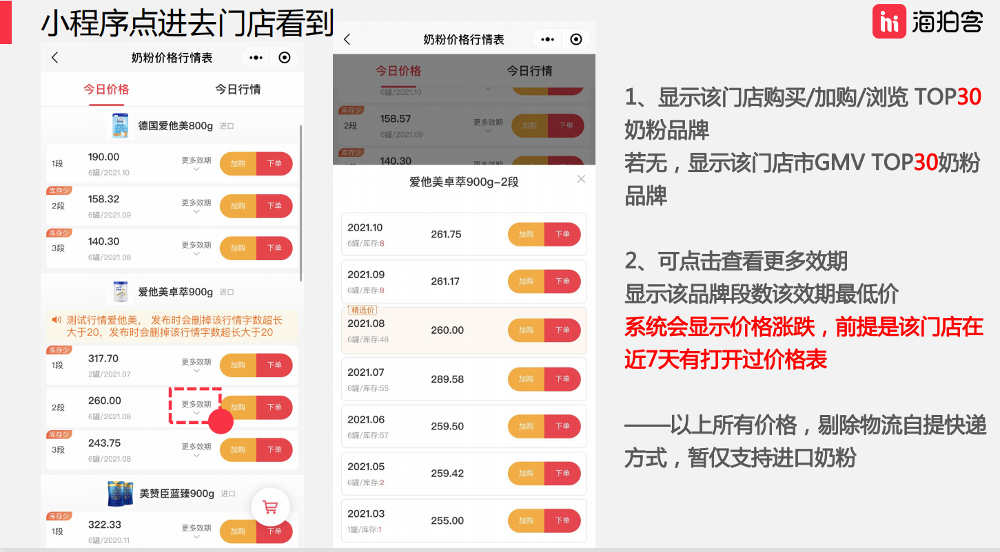 小程序点进去门店看到
hi 海拍客
奶粉价格行情表
今日价格 今日行情
德国爱他美800g 进口
1段 190.00 更多效期 加购 下单
6罐/2021.10
库存少
2段 158.32 更多效期 加购 下单
6罐/2021.09
库存少
3段 140.30 更多效期 加购 下单
6罐/2021.08
爱他美卓萃900g 进口
测试行情爱他美， 发布时会删掉该行情字数超长
大于20，发布时会删掉该行情字数超长大于20
库存少
1段 317.70 更多效期 加购 下单
2罐/2021.07
2段 260.00 更多效期 加购 下单
6罐/2021.08
库存少
3段 243.75 更多效期 加购 下单
6罐/2021.08
美赞臣蓝臻900g 进口
库存少
1段 322.33 更多效期 加购 下单
6罐/2020.11
奶粉价格行情表
今日价格 今日行情
6罐/2021.10
库存少
2段 158.57 更多效期 加购 下单
6罐/2021.09
库存少
140.30
爱他美卓萃900g-2段
2021.10 261.75 加购 下单
6罐/库存:8
2021.09 261.17 加购 下单
6罐/库存:8
精选价
2021.08 260.00 加购 下单
6罐/库存:48
2021.07 289.58 加购 下单
6罐/库存:55
2021.06 259.50 加购 下单
6罐/库存:57
2021.05 259.42 加购 下单
6罐/库存:2
2021.03 255.00 加购 下单
1罐/库存:1
1、显示该门店购买/加购/浏览 TOP30
奶粉品牌
若无，显示该门店市GMV TOP30奶粉
品牌
2、可点击查看更多效期
显示该品牌段数该效期最低价
系统会显示价格涨跌，前提是该门店在
近7天有打开过价格表
——以上所有价格，剔除物流自提快递
方式，暂仅支持进口奶粉